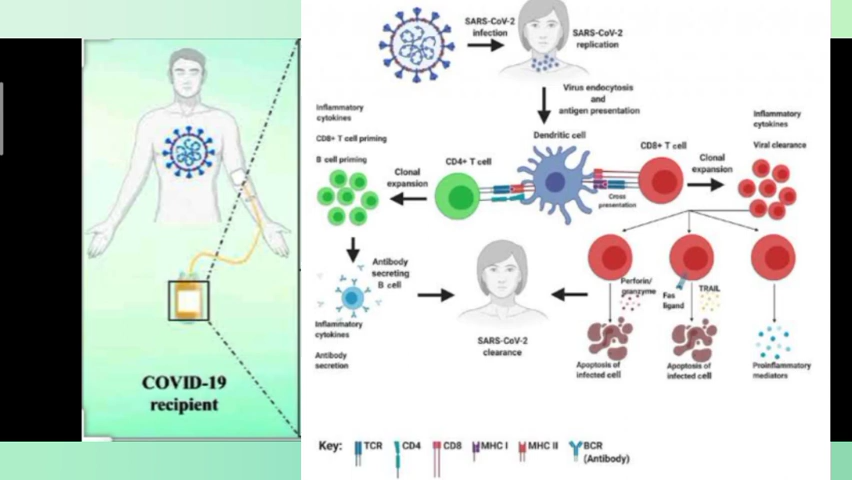 COVID-19
recipient
SARS-CoV-2
infection
SARS-CoV-2
replication
Virus endocytosis
and
antigen presentation
Inflammatory
cytokines
CD8+ T cell priming
B cell priming
Clonal
expansion
CD4+ T cell
Dendritic cell
CD8+ T cell
Cross
presentation
Clonal
expansion
Inflammatory
cytokines
Viral clearance
Antibody
secreting
B cell
Inflammatory
cytokines
Antibody
secretion
SARS-CoV-2
clearance
Perforin/
granzyme
Fas
ligand
TRAIL
Apoptosis of
infected cell
Apoptosis of
infected cell
Proinflammatory
mediators
Key: TCR CD4 CD8 MHC I MHC II BCR
(Antibody)